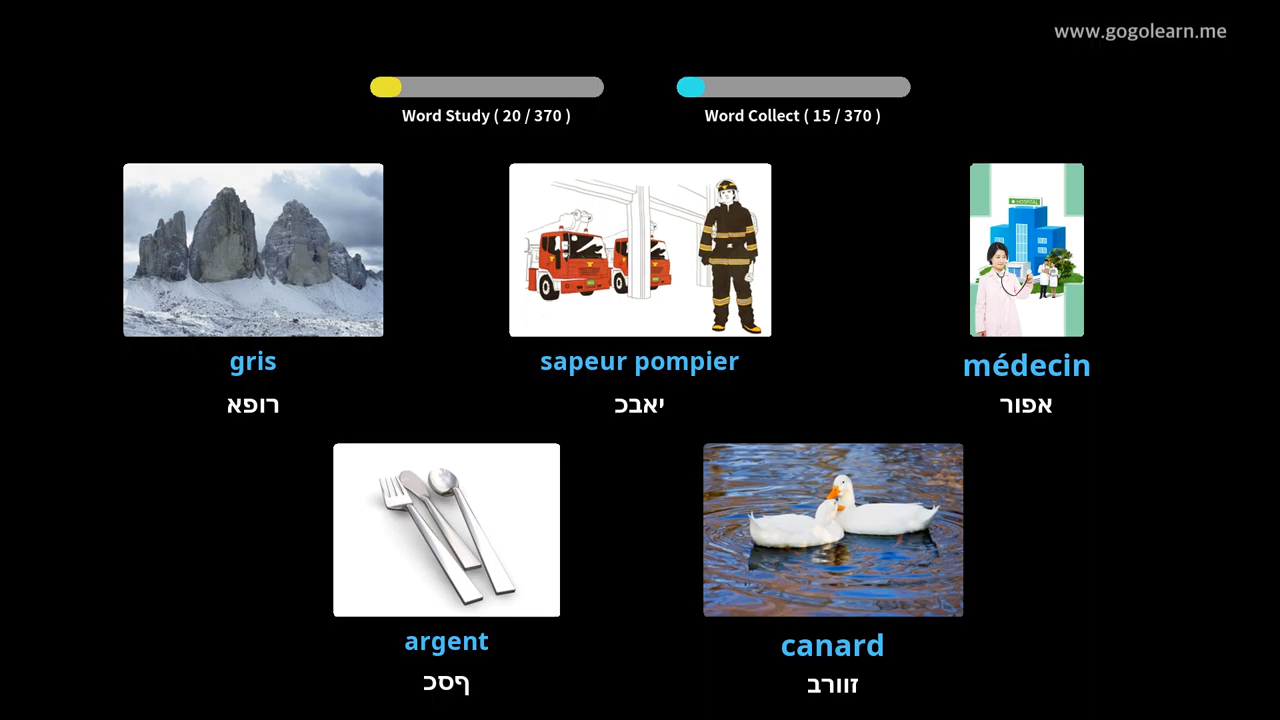 www.gogolearn.me
Word Study ( 20 / 370 )
Word Collect ( 15 / 370 )
gris
רופא
sapeur pompier
יאבכ
médecin
אפור
argent
ףסכ
canard
זוורב